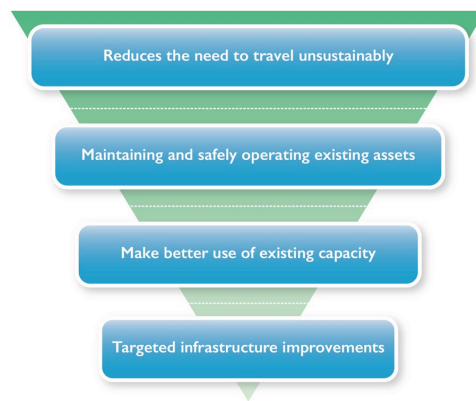 Reduces the need to travel unsustainably
Maintaining and safely operating existing assets
Make better use of existing capacity
Targeted infrastructure improvements